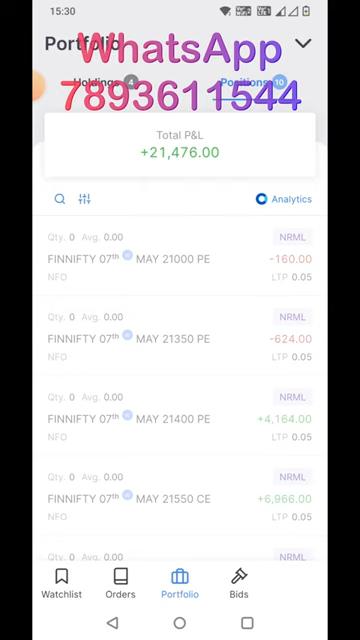 15:30
Portfolio
WhatsApp
Holdings 4 Positions 10
7893611544
Total P&L
+21,476.00
Analytics
Qty. 0 Avg. 0.00 NRML
FINNIFTY 07th W MAY 21000 PE -160.00
NFO LTP 0.05
Qty. 0 Avg. 0.00 NRML
FINNIFTY 07th W MAY 21350 PE -624.00
NFO LTP 0.05
Qty. 0 Avg. 0.00 NRML
FINNIFTY 07th W MAY 21400 PE +4,164.00
NFO LTP 0.05
Qty. 0 Avg. 0.00 NRML
FINNIFTY 07th W MAY 21550 CE +6,966.00
NFO LTP 0.05
Qty. 0 Avg. 0.00 NRML
Watchlist Orders Portfolio Bids